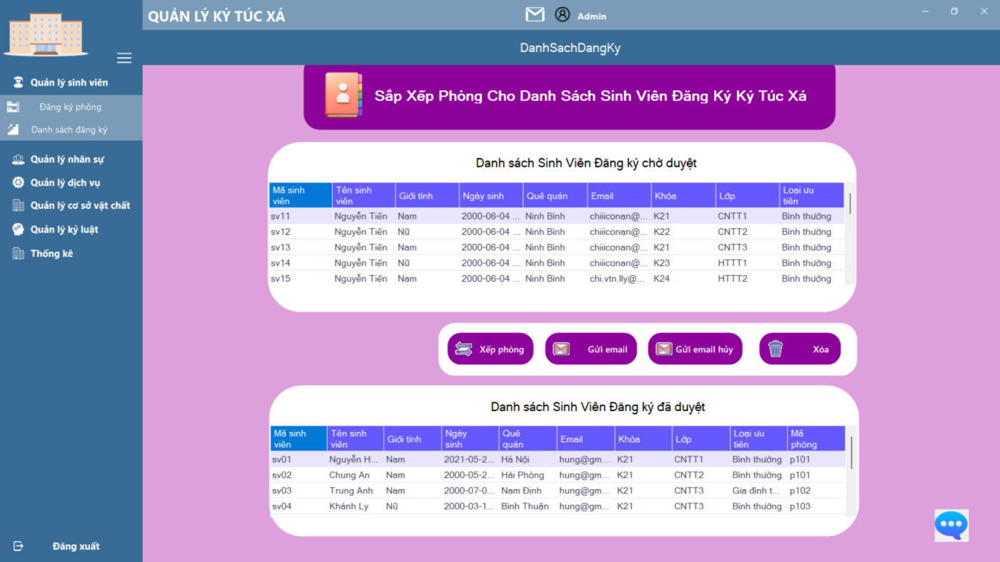 QUẢN LÝ KÝ TÚC XÁ
Admin
DanhSachDangKy
Quản lý sinh viên
Đăng ký phòng
Danh sách đăng ký
Quản lý nhân sự
Quản lý dịch vụ
Quản lý cơ sở vật chất
Quản lý kỷ luật
Thống kê
Đăng xuất
Sắp Xếp Phòng Cho Danh Sách Sinh Viên Đăng Ký Ký Túc Xá
Danh sách Sinh Viên Đăng ký chờ duyệt
Mã sinh viên Tên sinh viên Giới tính Ngày sinh Quê quán Email Khóa Lớp Loại ưu tiên
sv11 Nguyễn Tiến Nam 2000-06-04 ... Ninh Bình chiiiconan@... K21 CNTT1 Bình thường
sv12 Nguyễn Tiến Nữ 2000-06-04 ... Ninh Bình chiiiconan@... K22 CNTT2 Bình thường
sv13 Nguyễn Tiến Nam 2000-06-04 ... Ninh Bình chiiiconan@... K21 CNTT3 Bình thường
sv14 Nguyễn Tiến Nữ 2000-06-04 ... Ninh Bình chiiiconan@... K23 HTTT1 Bình thường
sv15 Nguyễn Tiến Nam 2000-06-04 ... Ninh Bình chi.vtn.lly@... K24 HTTT2 Bình thường
Xếp phòng Gửi email Gửi email hủy Xóa
Danh sách Sinh Viên Đăng ký đã duyệt
Mã sinh viên Tên sinh viên Giới tính Ngày sinh Quê quán Email Khóa Lớp Loại ưu tiên Mã phòng
sv01 Nguyễn H... Nam 2021-05-2... Hà Nội hung@gm... K21 CNTT1 Bình thường p101
sv02 Chung An Nam 2000-05-2... Hải Phòng hung@gm... K21 CNTT2 Bình thường p101
sv03 Trung Anh Nam 2000-07-0... Nam Định hung@gm... K21 CNTT3 Gia đình t... p102
sv04 Khánh Ly Nữ 2000-03-1... Bình Thuận hung@gm... K21 CNTT3 Bình thường p103